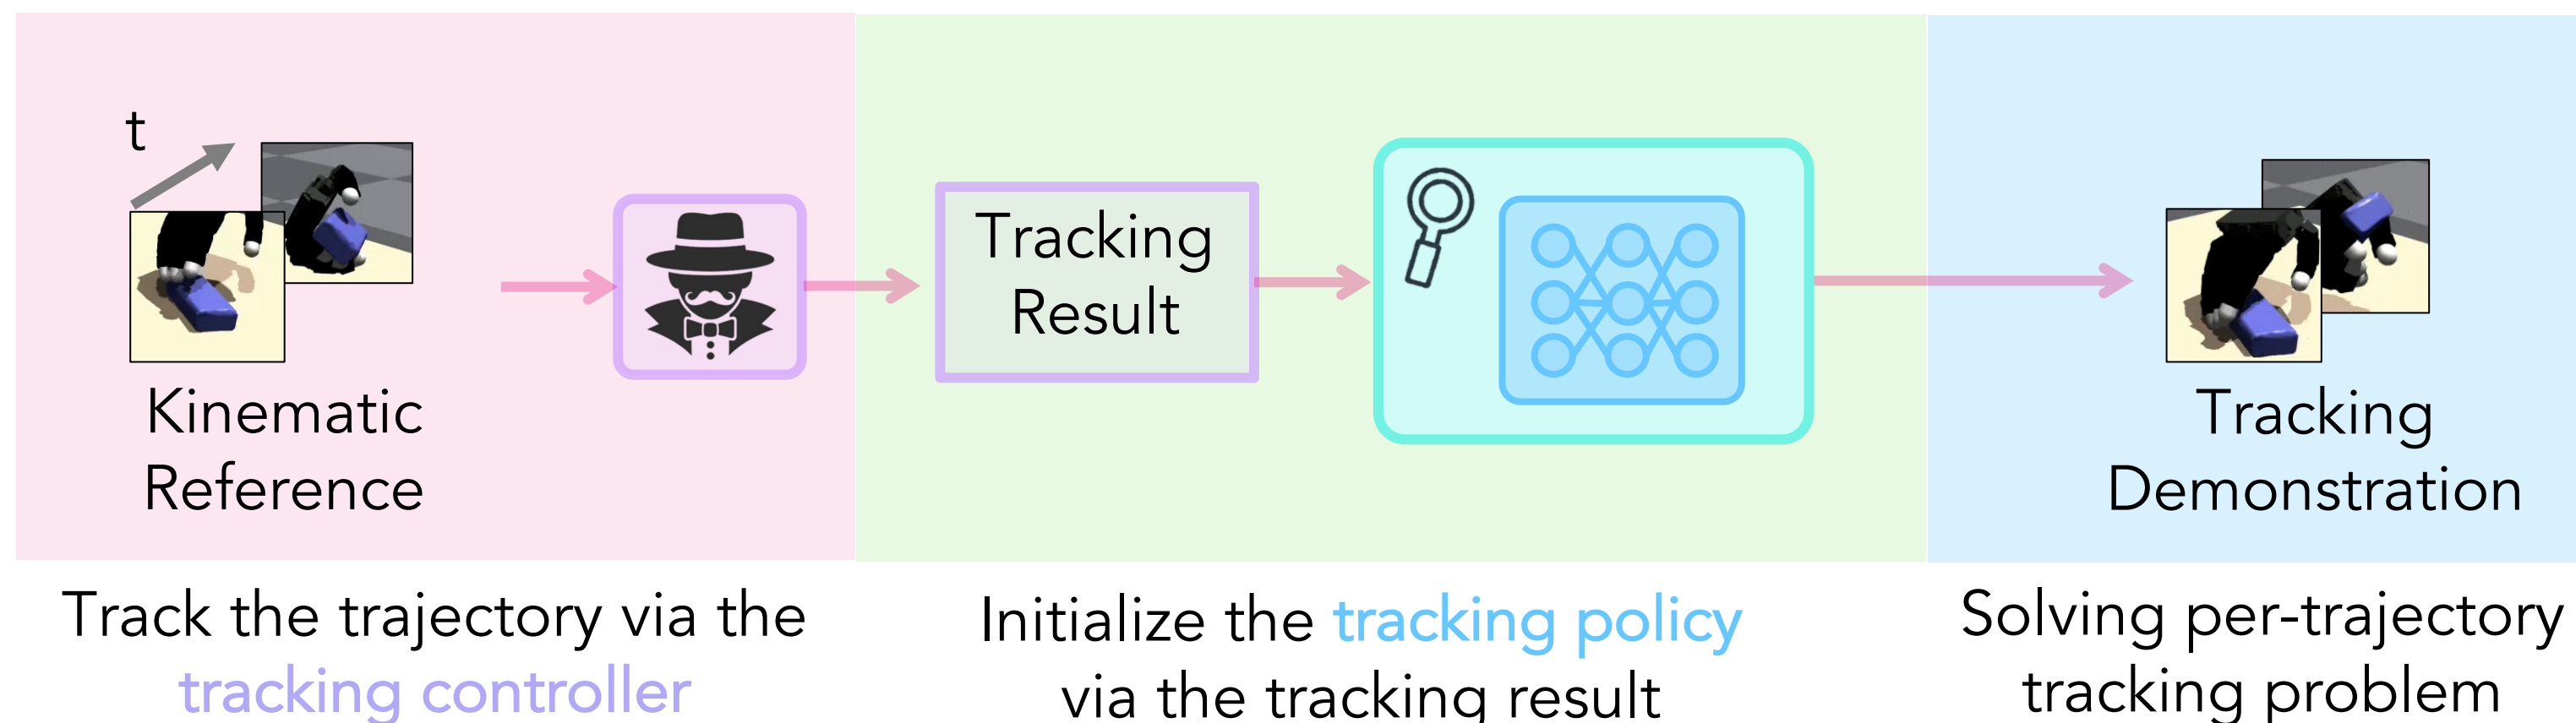 t
Kinematic
Reference
Tracking
Result
Tracking
Demonstration
Track the trajectory via the
tracking controller
Initialize the tracking policy
via the tracking result
Solving per-trajectory
tracking problem